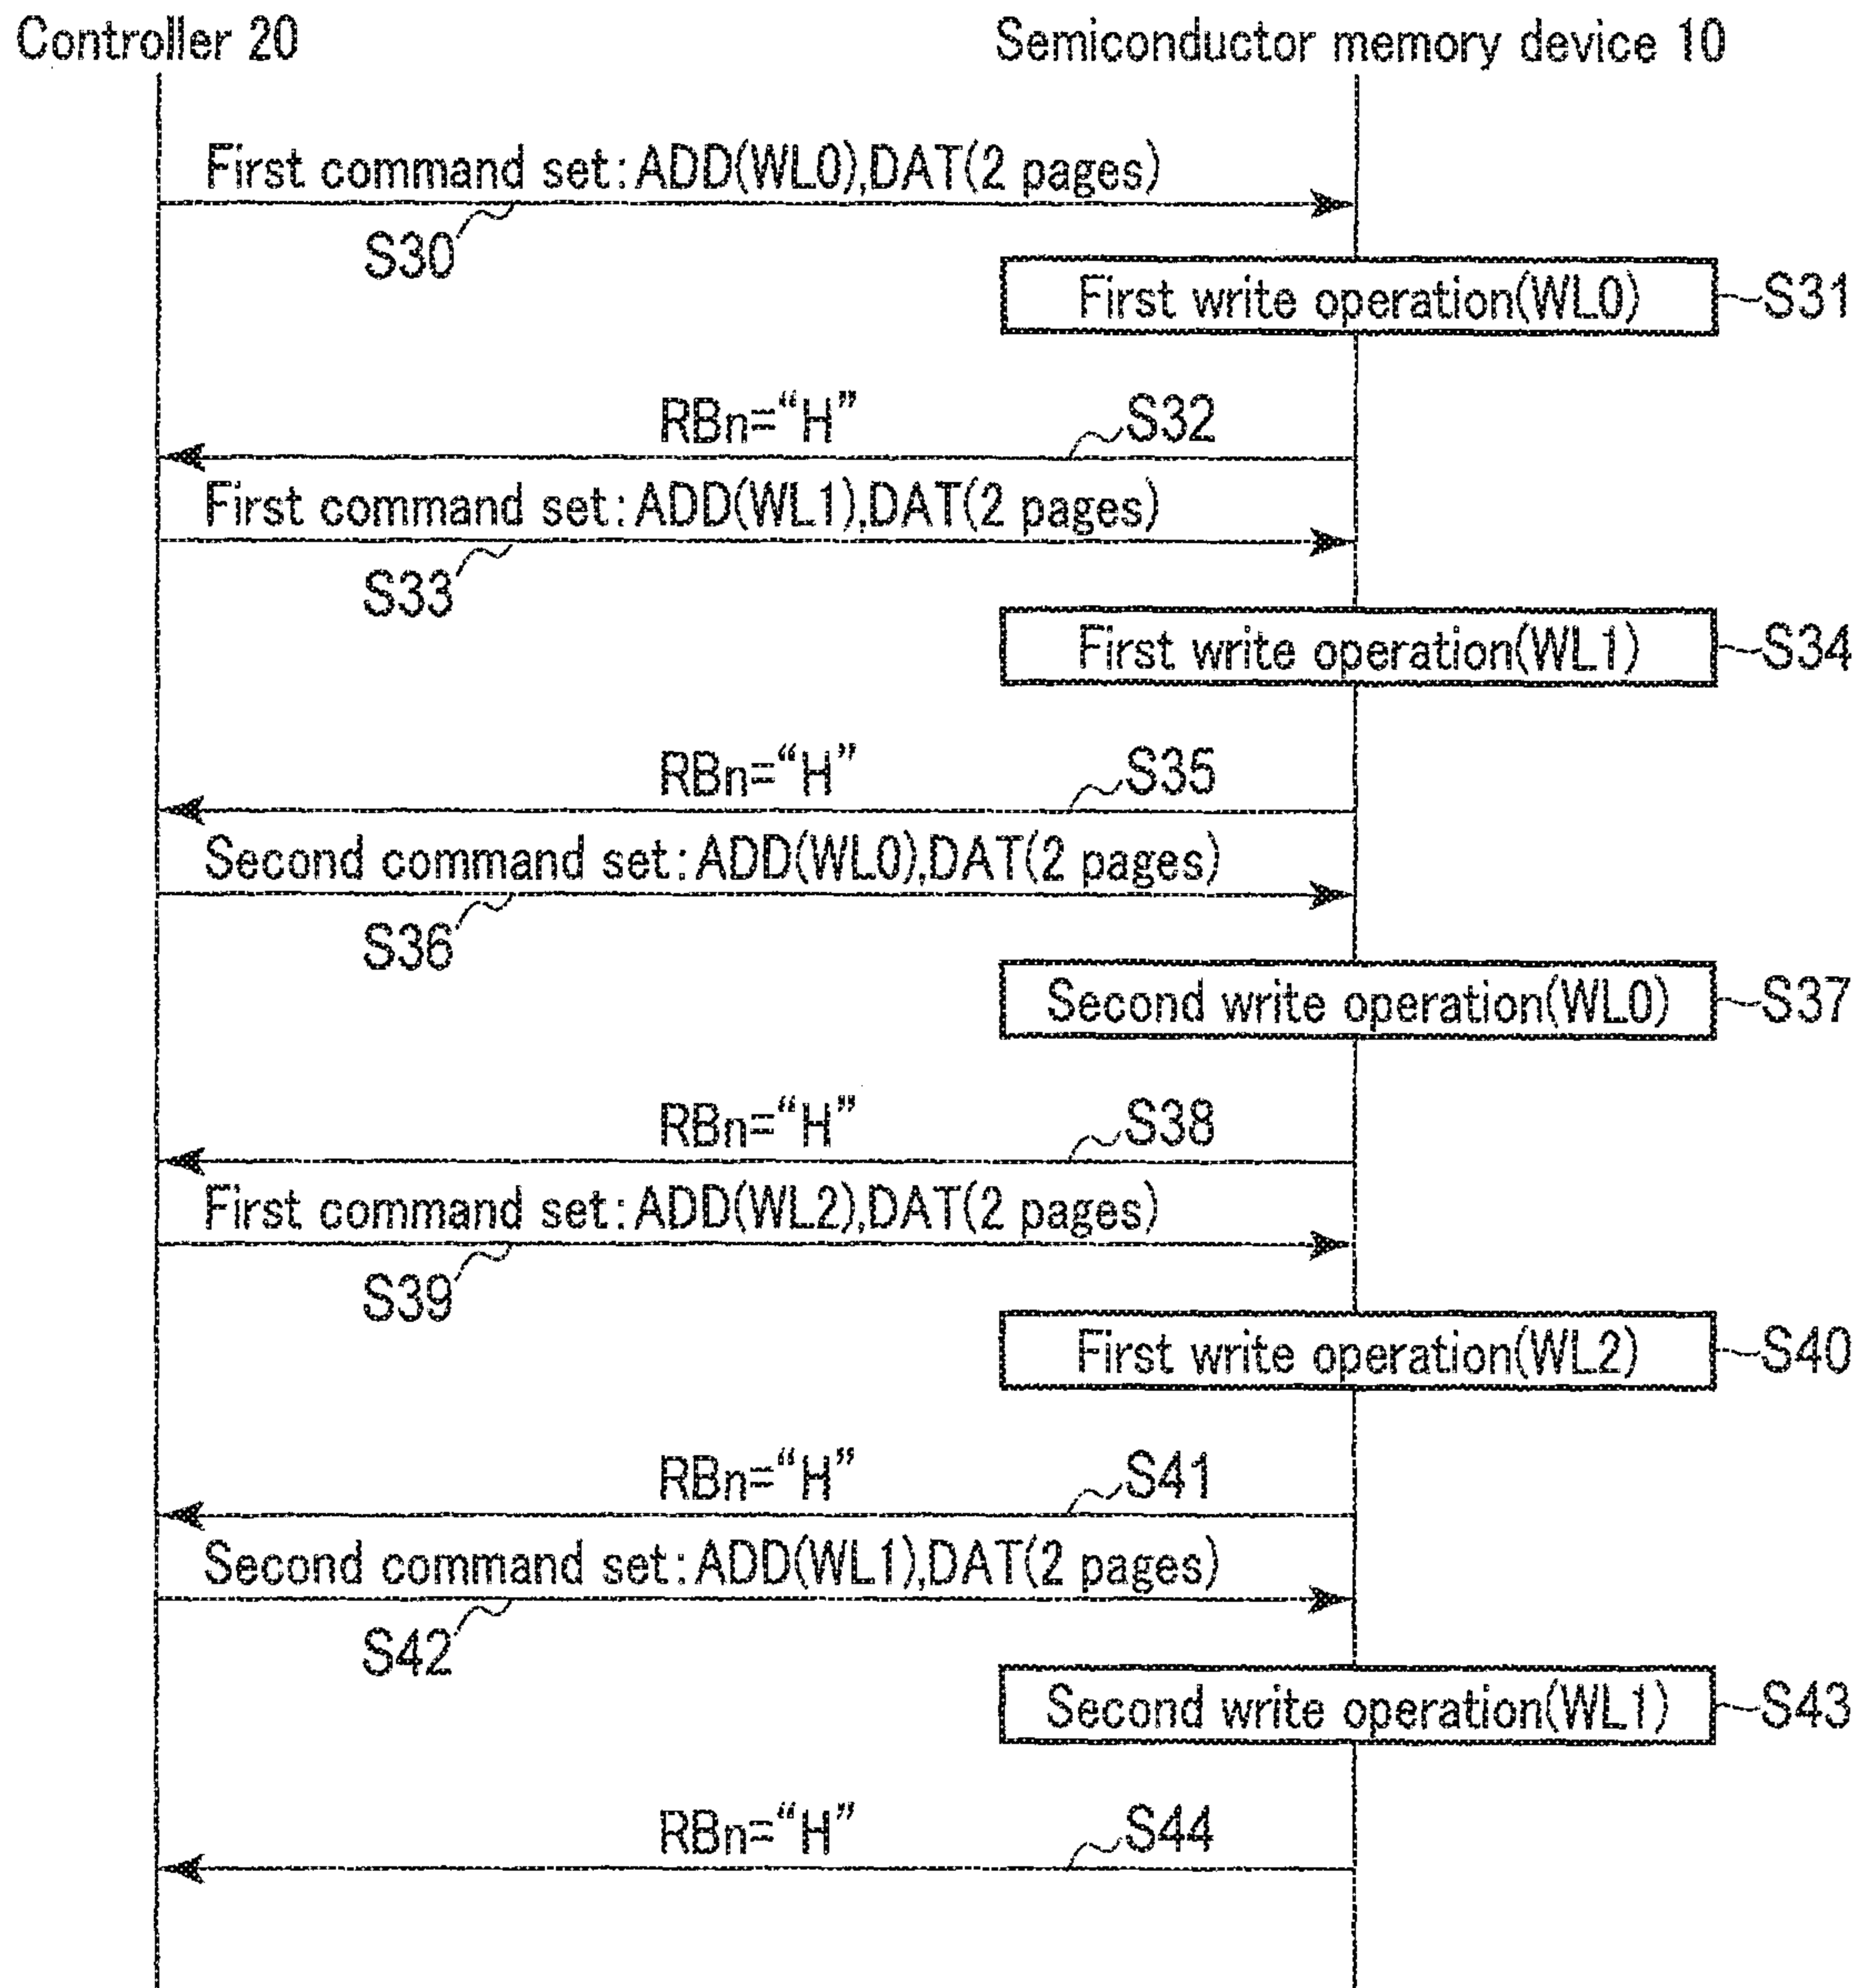 Controller 20
Semiconductor memory device 10
First command set:ADD(WL0),DAT(2 pages)
S30
First write operation(WL0)
S31
RBn=“H”
S32
First command set:ADD(WL1),DAT(2 pages)
S33
First write operation(WL1)
S34
RBn=“H”
S35
Second command set:ADD(WL0),DAT(2 pages)
S36
Second write operation(WL0)
S37
RBn=“H”
S38
First command set:ADD(WL2),DAT(2 pages)
S39
First write operation(WL2)
S40
RBn=“H”
S41
Second command set:ADD(WL1),DAT(2 pages)
S42
Second write operation(WL1)
S43
RBn=“H”
S44